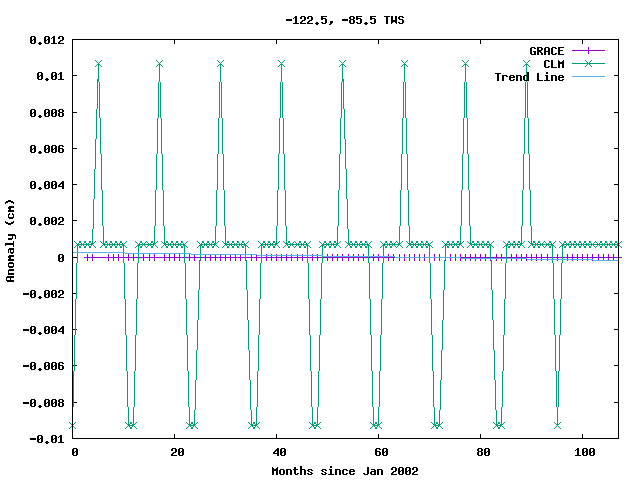 -122.5, -85.5 TWS
GRACE
CLM
Trend Line
0.012
0.01
0.008
0.006
0.004
0.002
0
-0.002
-0.004
-0.006
-0.008
-0.01
Anomaly (cm)
0 20 40 60 80 100
Months since Jan 2002